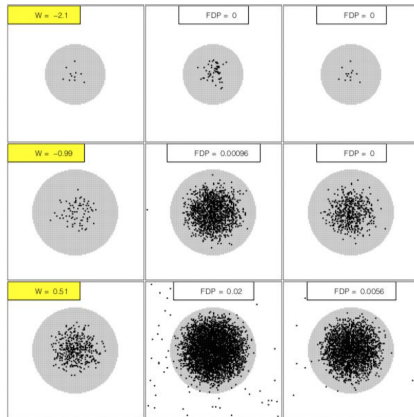 W = −2.1
FDP = 0
FDP = 0
W = −0.99
FDP = 0.00096
FDP = 0
W = 0.51
FDP = 0.02
FDP = 0.0056